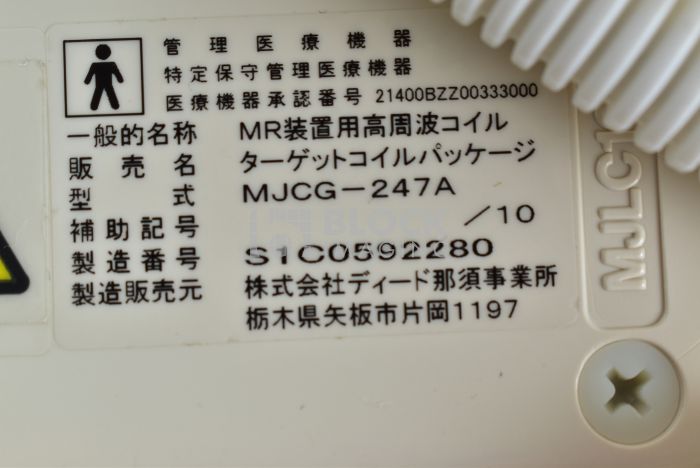 管理医療機器
特定保守管理医療機器
医療機器承認番号 21400BZZ00333000
一般的名称 MR装置用高周波コイル
販売名 ターゲットコイルパッケージ
型式 MJCG-247A
補助記号 /10
製造番号 S1C0592280
製造販売元 株式会社ディード那須事業所
栃木県矢板市片岡1197
BLOCK